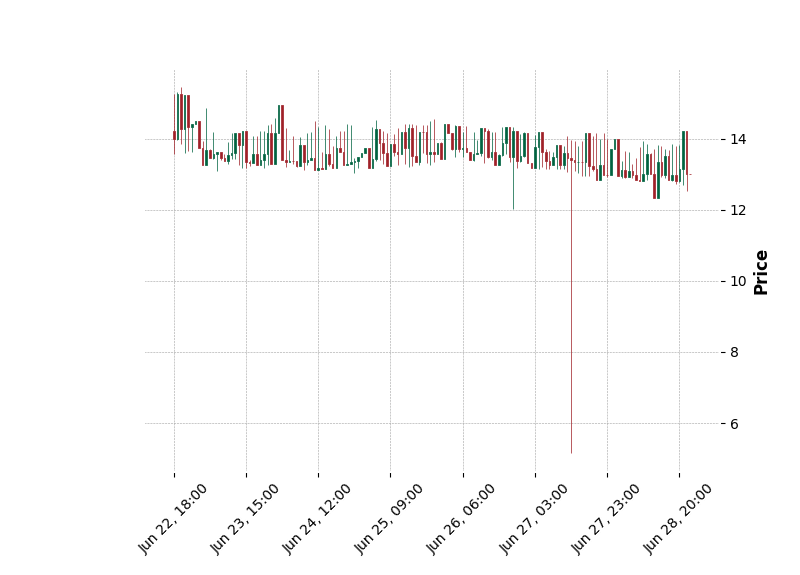 14
12
10
8
6
Price
Jun 22, 18:00
Jun 23, 15:00
Jun 24, 12:00
Jun 25, 09:00
Jun 26, 06:00
Jun 27, 03:00
Jun 27, 23:00
Jun 28, 20:00